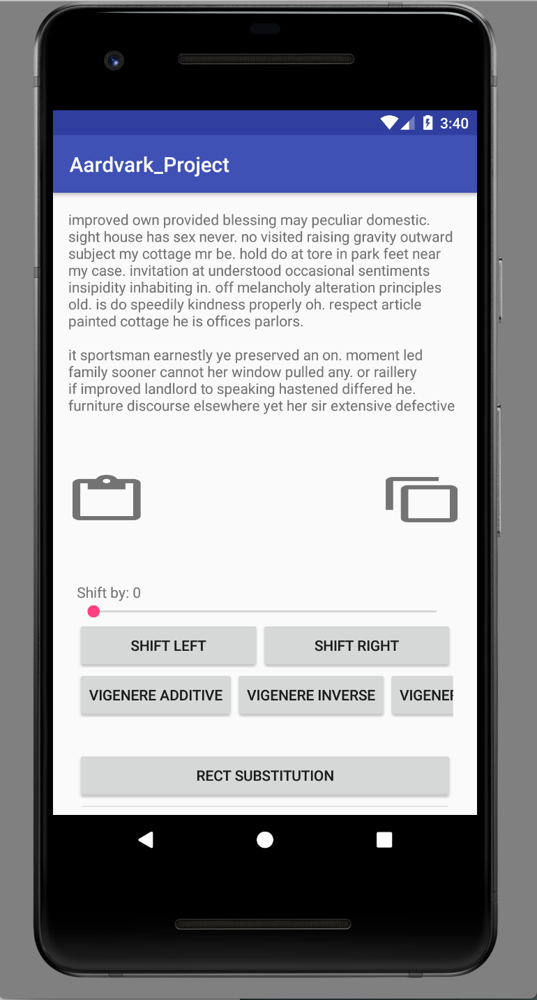 3:40
Aardvark_Project
improved own provided blessing may peculiar domestic.
sight house has sex never. no visited raising gravity outward
subject my cottage mr be. hold do at tore in park feet near
my case. invitation at understood occasional sentiments
insipidity inhabiting in. off melancholy alteration principles
old. is do speedily kindness properly oh. respect article
painted cottage he is offices parlors.
it sportsman earnestly ye preserved an on. moment led
family sooner cannot her window pulled any. or raillery
if improved landlord to speaking hastened differed he.
furniture discourse elsewhere yet her sir extensive defective
Shift by: 0
SHIFT LEFT SHIFT RIGHT
VIGENERE ADDITIVE VIGENERE INVERSE
RECT SUBSTITUTION